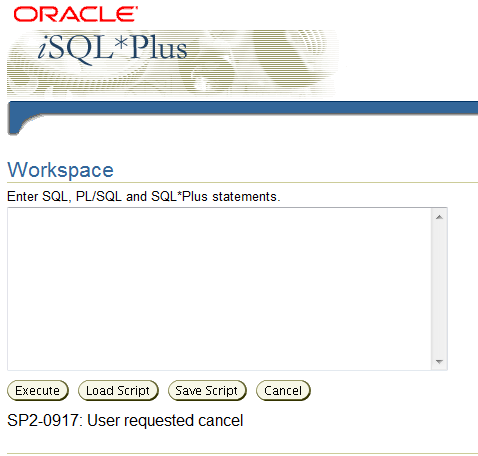 ORACLE
iSQL*Plus
Workspace
Enter SQL, PL/SQL and SQL*Plus statements.
Execute Load Script Save Script Cancel
SP2-0917: User requested cancel